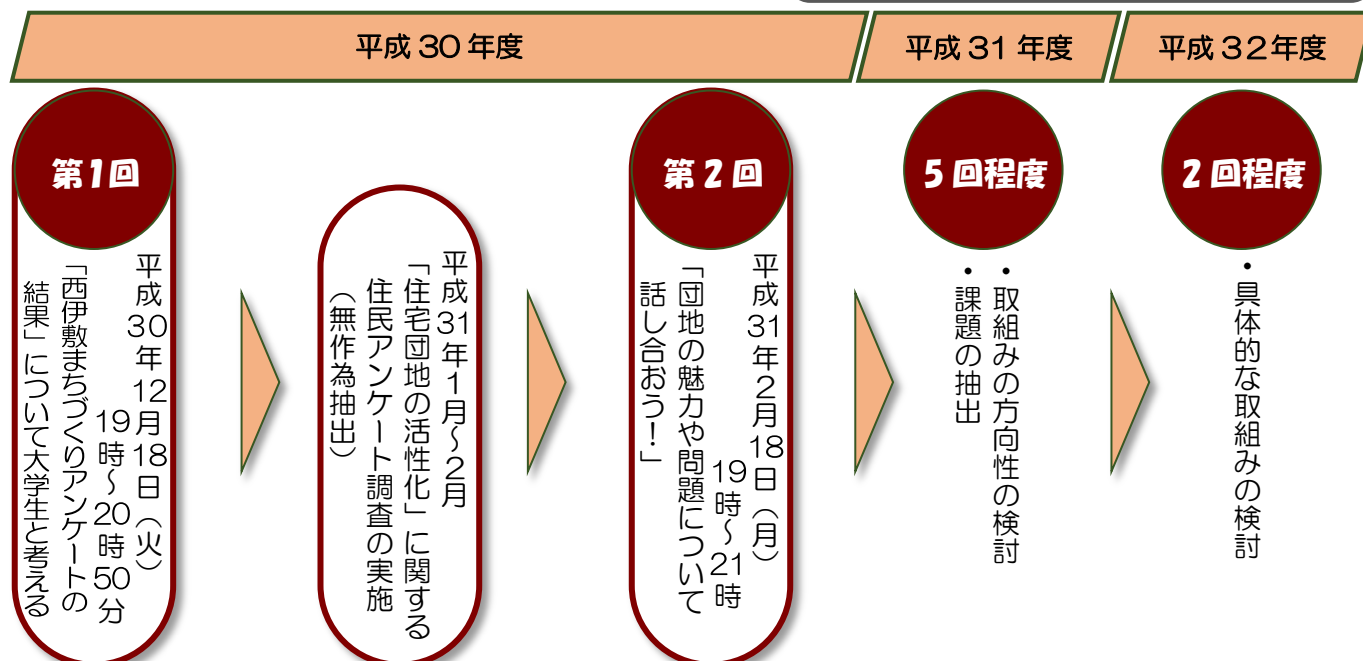 平成30年度
平成31年度
平成32年度
第1回
平成30年12月18日(火)
19時~20時50分
「西伊敷まちづくりアンケートの
結果」について大学生と考える
平成31年1月~2月
「住宅団地の活性化」に関する
住民アンケート調査の実施
(無作為抽出)
第2回
平成31年2月18日(月)
19時~21時
「団地の魅力や問題について
話し合おう!」
5回程度
・取組みの方向性の検討
・課題の抽出
2回程度
・具体的な取組みの検討